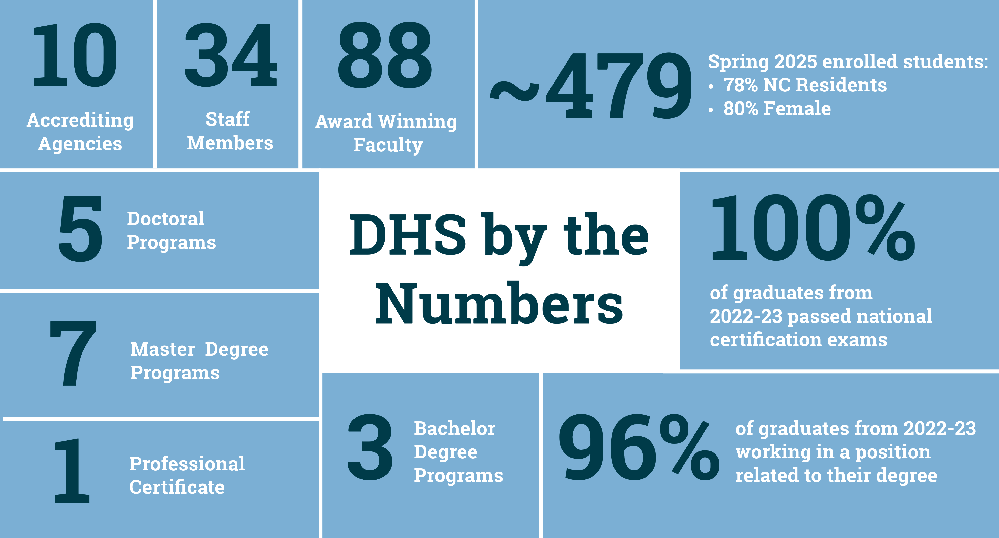 10
Accrediting
Agencies
34
Staff
Members
88
Award Winning
Faculty
~479
Spring 2025 enrolled students:
• 78% NC Residents
• 80% Female
5
Doctoral
Programs
DHS by the
Numbers
100%
of graduates from
2022-23 passed national
certification exams
7
Master Degree
Programs
1
Professional
Certificate
3
Bachelor
Degree
Programs
96%
of graduates from 2022-23
working in a position
related to their degree